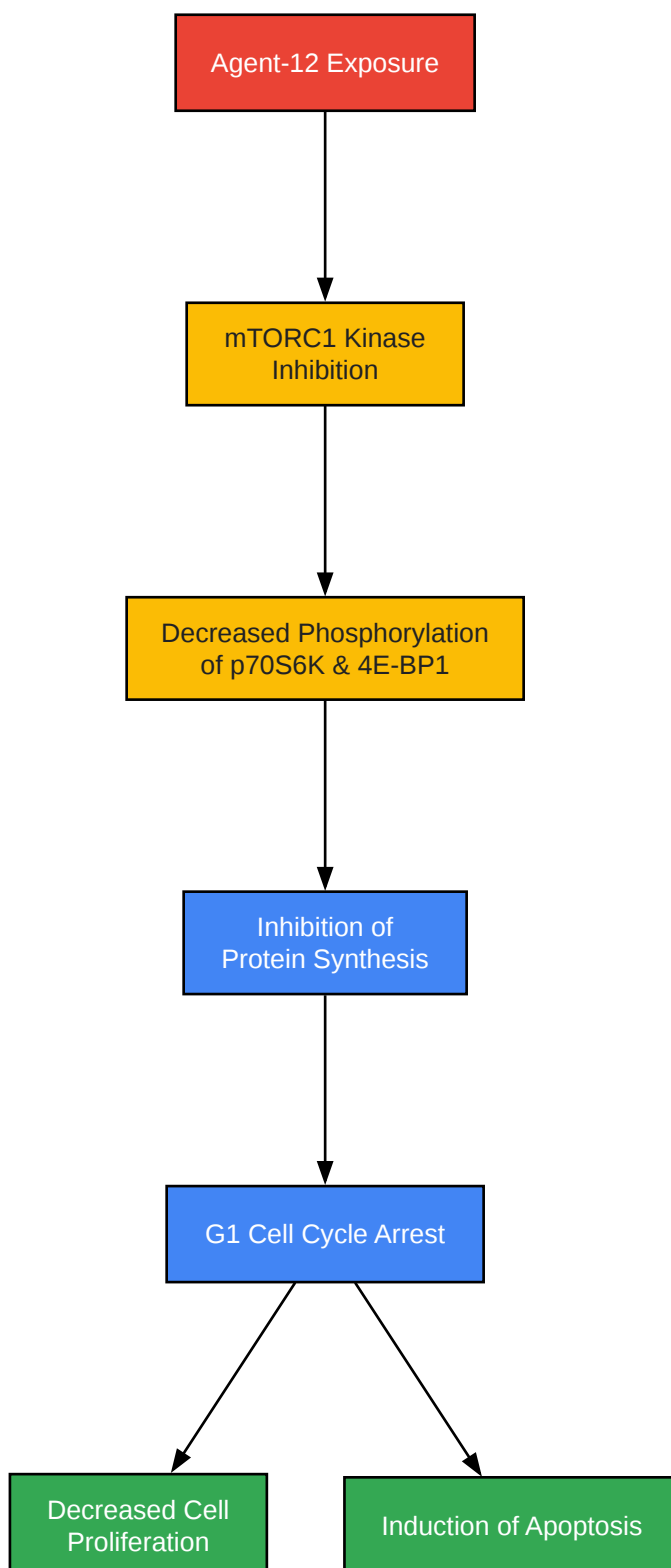 Agent-12 Exposure
mTORC1 Kinase
Inhibition
Decreased Phosphorylation
of p70S6K & 4E-BP1
Inhibition of
Protein Synthesis
G1 Cell Cycle Arrest
Decreased Cell
Proliferation
Induction of Apoptosis